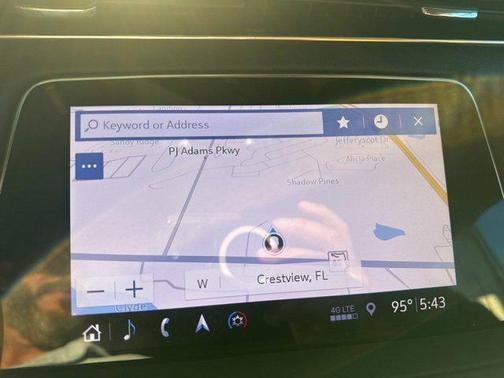 Keyword or Address
Sandy Ridge
PJ Adams Pkwy
Jefferyscot Dr
Alicia Place
Shadow Pines
W
Crestview, FL
Clyde
4G LTE
95° 5:43